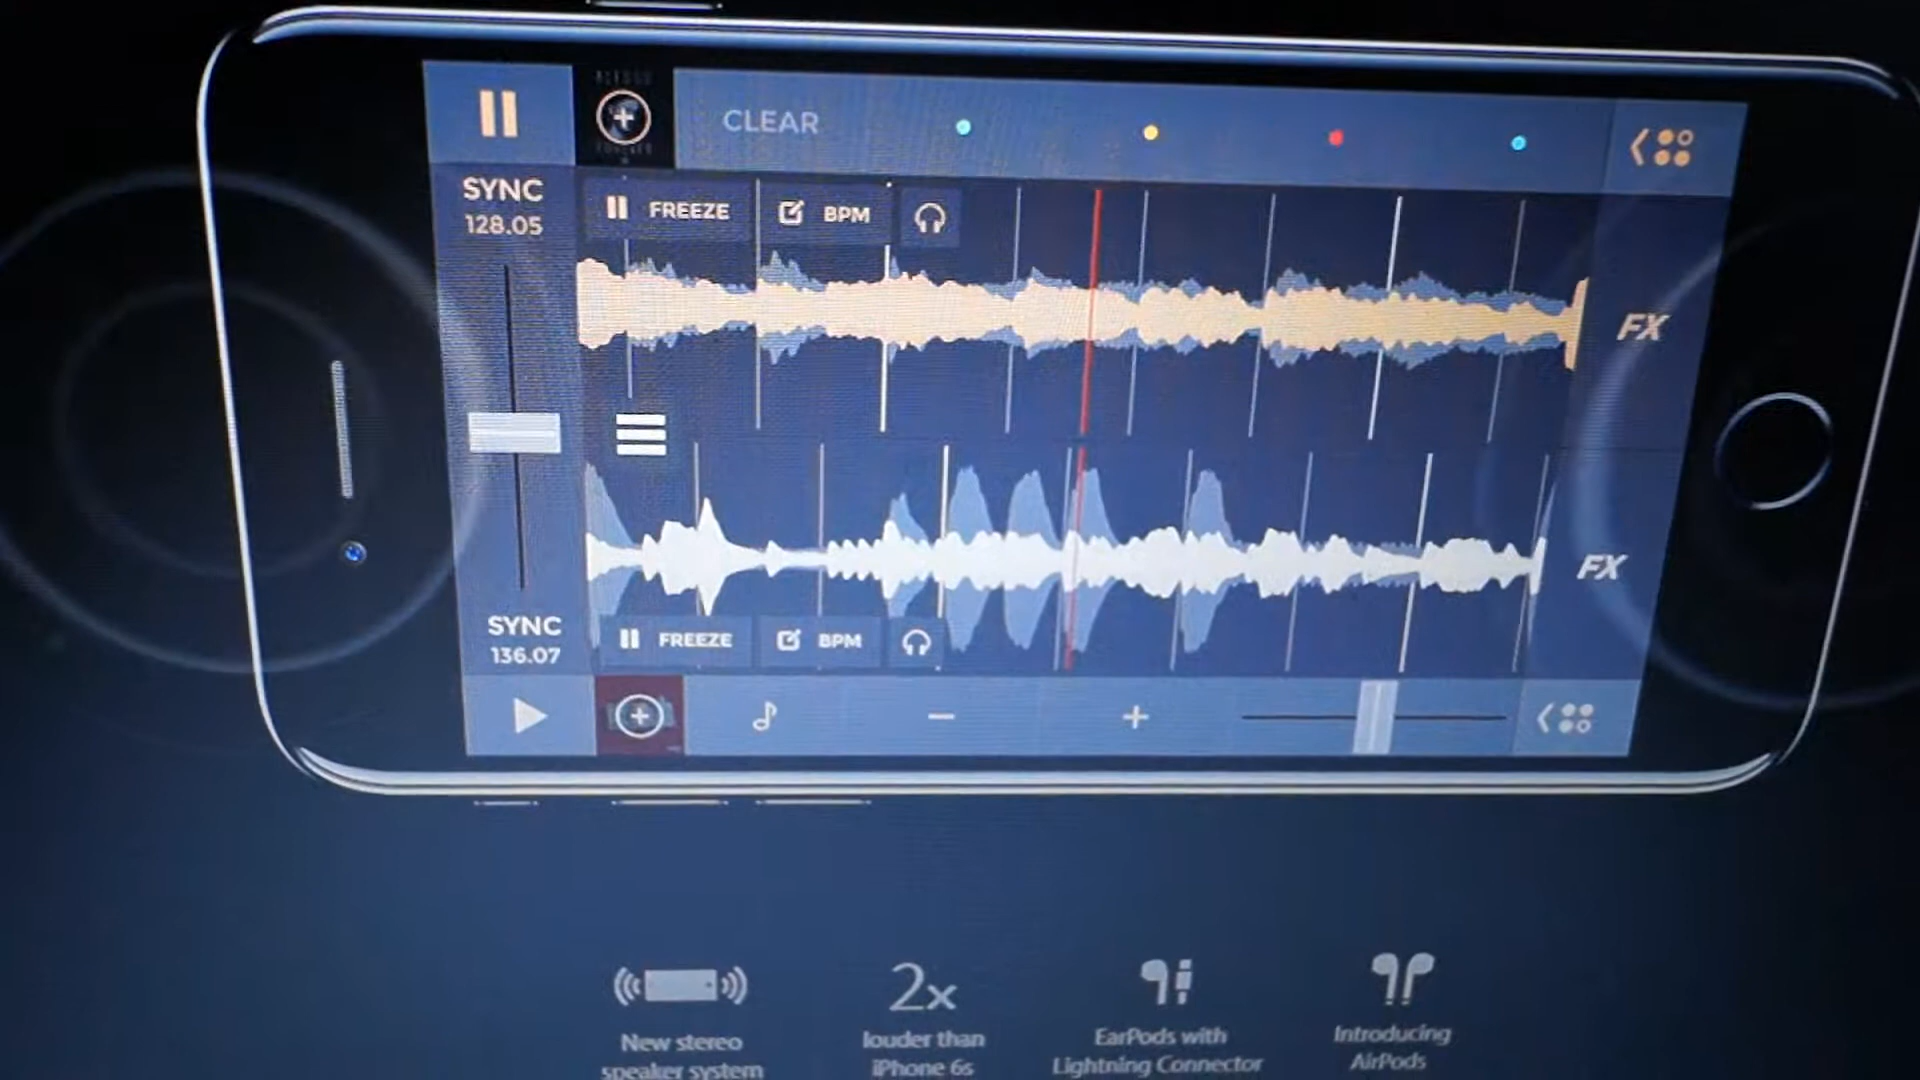 CLEAR
SYNC
128.05
FREEZE
BPM
FX
FX
SYNC
136.07
FREEZE
BPM
New stereo
speaker system
2x
louder than
iPhone 6s
EarPods with
Lightning Connector
Introducing
AirPods